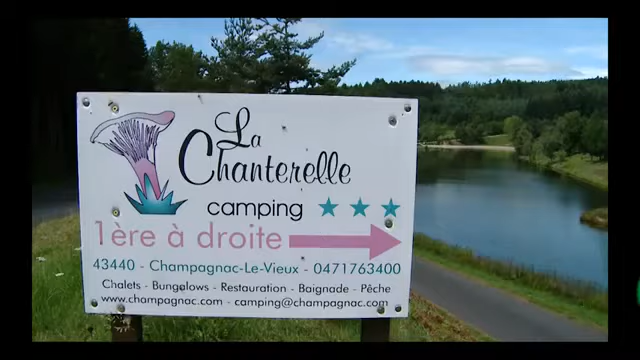 La
Chanterelle
camping ★ ★ ★
1ère à droite
43440 - Champagnac-Le-Vieux - 0471763400
Chalets - Bungalows - Restauration - Baignade - Pêche
www.champagnac.com - camping@champagnac.com